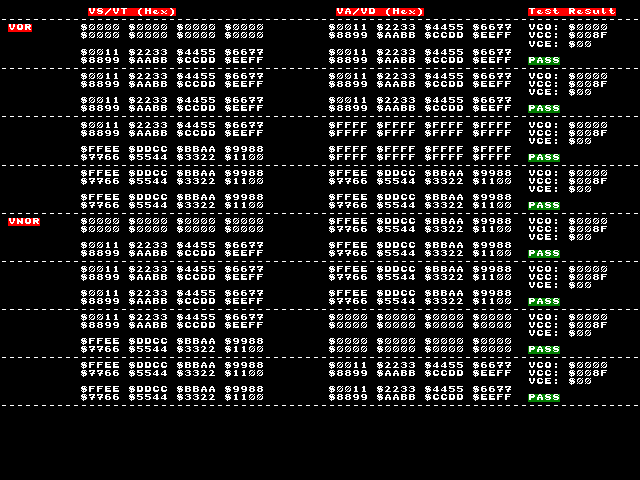 VS/VT (Hex) VA/VD (Hex) Test Result
VOR $0000 $0000 $0000 $0000 $0011 $2233 $4455 $6677 VCO: $0000
$0000 $0000 $0000 $0000 $8899 $AABB $CCDD $EEFF VCC: $008F
VCE: $00
$0011 $2233 $4455 $6677 $0011 $2233 $4455 $6677
$8899 $AABB $CCDD $EEFF $8899 $AABB $CCDD $EEFF PASS
$0011 $2233 $4455 $6677 $0011 $2233 $4455 $6677 VCO: $0000
$8899 $AABB $CCDD $EEFF $8899 $AABB $CCDD $EEFF VCC: $008F
VCE: $00
$0011 $2233 $4455 $6677 $0011 $2233 $4455 $6677
$8899 $AABB $CCDD $EEFF $8899 $AABB $CCDD $EEFF PASS
$0011 $2233 $4455 $6677 $FFFF $FFFF $FFFF $FFFF VCO: $0000
$8899 $AABB $CCDD $EEFF $FFFF $FFFF $FFFF $FFFF VCC: $008F
VCE: $00
$FFEE $DDCC $BBAA $9988 $FFFF $FFFF $FFFF $FFFF
$7766 $5544 $3322 $1100 $FFFF $FFFF $FFFF $FFFF PASS
$FFEE $DDCC $BBAA $9988 $FFEE $DDCC $BBAA $9988 VCO: $0000
$7766 $5544 $3322 $1100 $7766 $5544 $3322 $1100 VCC: $008F
VCE: $00
$FFEE $DDCC $BBAA $9988 $FFEE $DDCC $BBAA $9988
$7766 $5544 $3322 $1100 $7766 $5544 $3322 $1100 PASS
VNOR $0000 $0000 $0000 $0000 $FFEE $DDCC $BBAA $9988 VCO: $0000
$0000 $0000 $0000 $0000 $7766 $5544 $3322 $1100 VCC: $008F
VCE: $00
$0011 $2233 $4455 $6677 $FFEE $DDCC $BBAA $9988
$8899 $AABB $CCDD $EEFF $7766 $5544 $3322 $1100 PASS
$0011 $2233 $4455 $6677 $FFEE $DDCC $BBAA $9988 VCO: $0000
$8899 $AABB $CCDD $EEFF $7766 $5544 $3322 $1100 VCC: $008F
VCE: $00
$0011 $2233 $4455 $6677 $FFEE $DDCC $BBAA $9988
$8899 $AABB $CCDD $EEFF $7766 $5544 $3322 $1100 PASS
$0011 $2233 $4455 $6677 $0000 $0000 $0000 $0000 VCO: $0000
$8899 $AABB $CCDD $EEFF $0000 $0000 $0000 $0000 VCC: $008F
VCE: $00
$FFEE $DDCC $BBAA $9988 $0000 $0000 $0000 $0000
$7766 $5544 $3322 $1100 $0000 $0000 $0000 $0000 PASS
$FFEE $DDCC $BBAA $9988 $0011 $2233 $4455 $6677 VCO: $0000
$7766 $5544 $3322 $1100 $8899 $AABB $CCDD $EEFF VCC: $008F
VCE: $00
$FFEE $DDCC $BBAA $9988 $0011 $2233 $4455 $6677
$7766 $5544 $3322 $1100 $8899 $AABB $CCDD $EEFF PASS